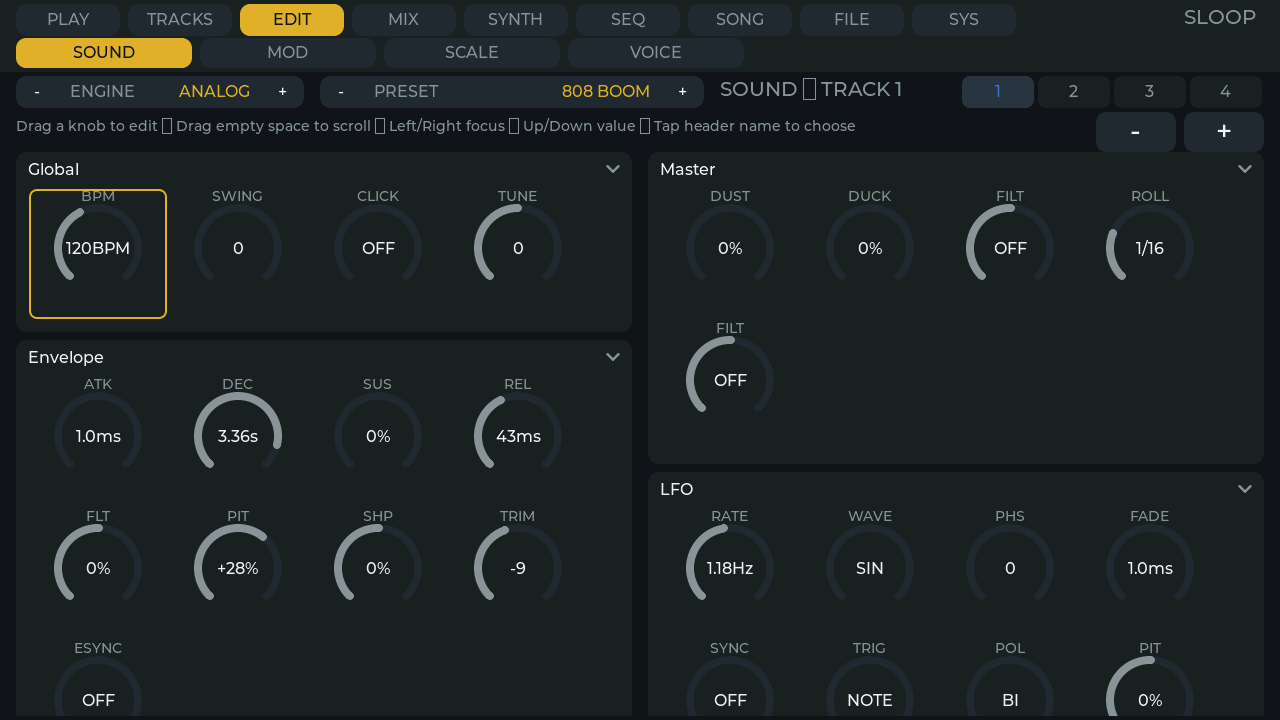 PLAY TRACKS EDIT MIX SYNTH SEQ SONG FILE SYS SLOOP
SOUND MOD SCALE VOICE
- ENGINE ANALOG + - PRESET 808 BOOM + SOUND TRACK 1 1 2 3 4
Drag a knob to edit Drag empty space to scroll Left/Right focus Up/Down value Tap header name to choose
- +
Global
BPM SWING CLICK TUNE
120BPM 0 OFF 0
Master
DUST DUCK FILT ROLL
0% 0% OFF 1/16
FILT
OFF
Envelope
ATK DEC SUS REL
1.0ms 3.36s 0% 43ms
FLT PIT SHP TRIM
0% +28% 0% -9
ESYNC
OFF
LFO
RATE WAVE PHS FADE
1.18Hz SIN 0 1.0ms
SYNC TRIG POL PIT
OFF NOTE BI 0%